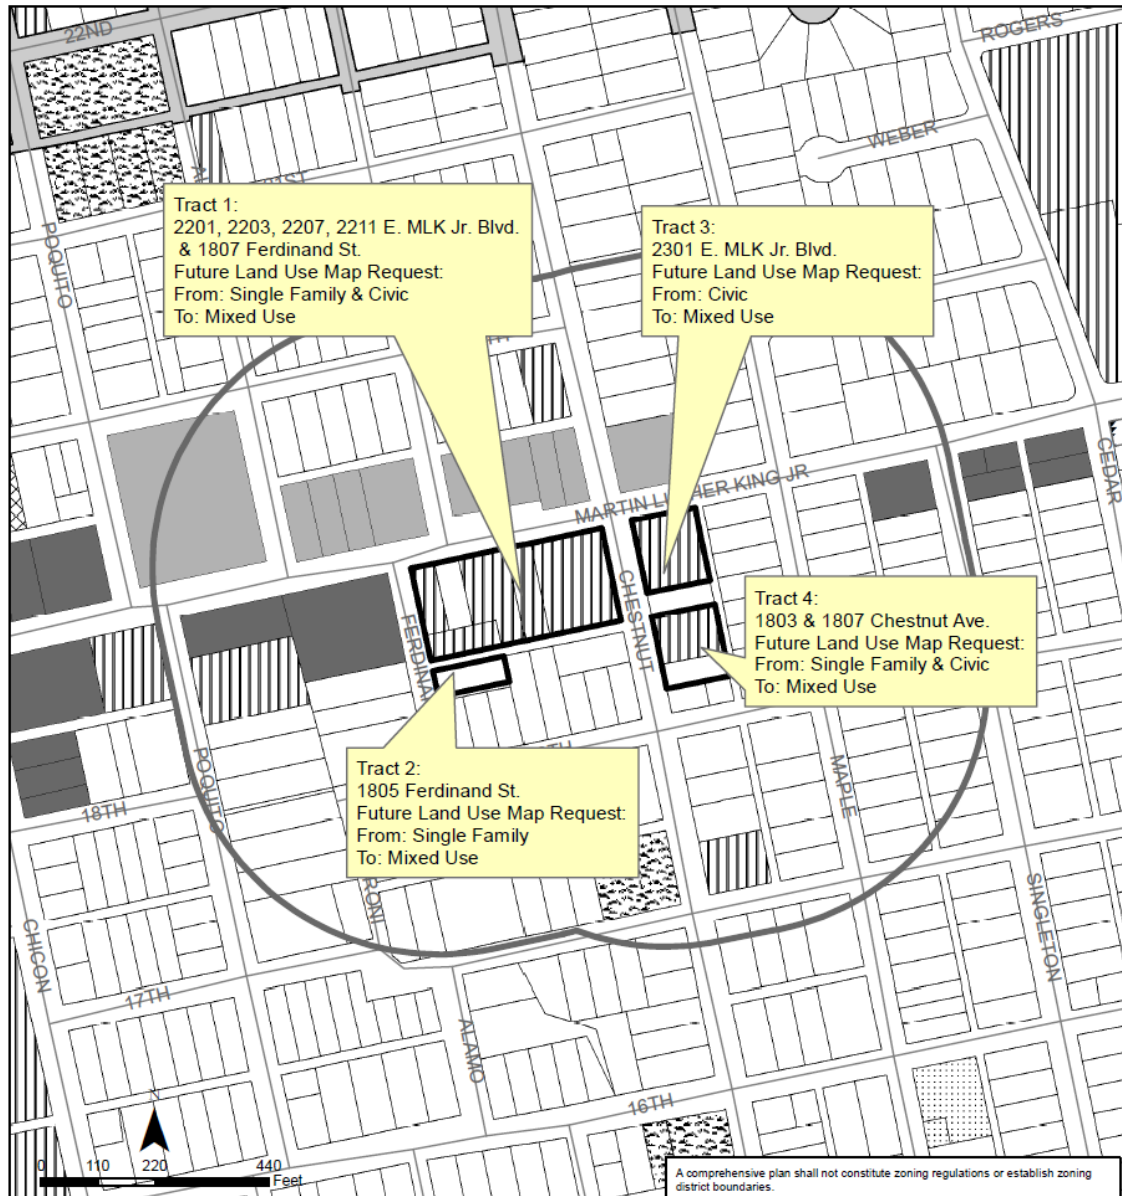 22ND
ROGERS
WEBER
Tract 1:
2201, 2203, 2207, 2211 E. MLK Jr. Blvd.
& 1807 Ferdinand St.
Future Land Use Map Request:
From: Single Family & Civic
To: Mixed Use
Tract 3:
2301 E. MLK Jr. Blvd.
Future Land Use Map Request:
From: Civic
To: Mixed Use
POQUITO
CEDAR
MARTIN LUTHER KING JR
CHESTNUT
Tract 4:
1803 & 1807 Chestnut Ave.
Future Land Use Map Request:
From: Single Family & Civic
To: Mixed Use
POQUITO
MAPLE
Tract 2:
1805 Ferdinand St.
Future Land Use Map Request:
From: Single Family
To: Mixed Use
18TH
CHICON
RONI
SINGLETON
17TH
ALAMO
16TH
N
0 110 220 440
Feet
A comprehensive plan shall not constitute zoning regulations or establish zoning
district boundaries.